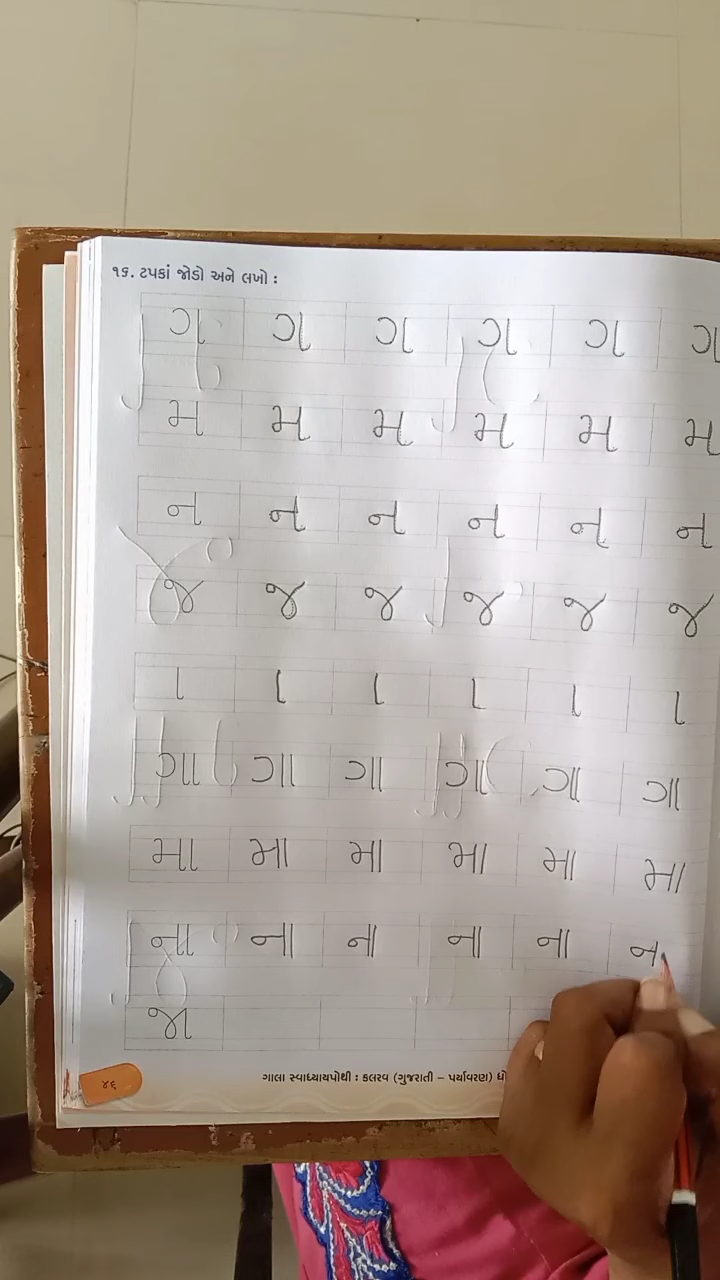 ૧૬. ટપકાં જોડો અને લખો :
ગ ગ ગ ગ ગ ગ
મ મ મ મ મ મ
ન ન ન ન ન ન
જ જ જ જ જ જ
ા ા ા ા ા ા
ગા ગા ગા ગા ગા ગા
મા મા મા મા મા મા
ના ના ના ના ના ન
જા
૪૬ ગાલા સ્વાધ્યાયપોથી : કલરવ (ગુજરાતી – પર્યાવરણ) ધો